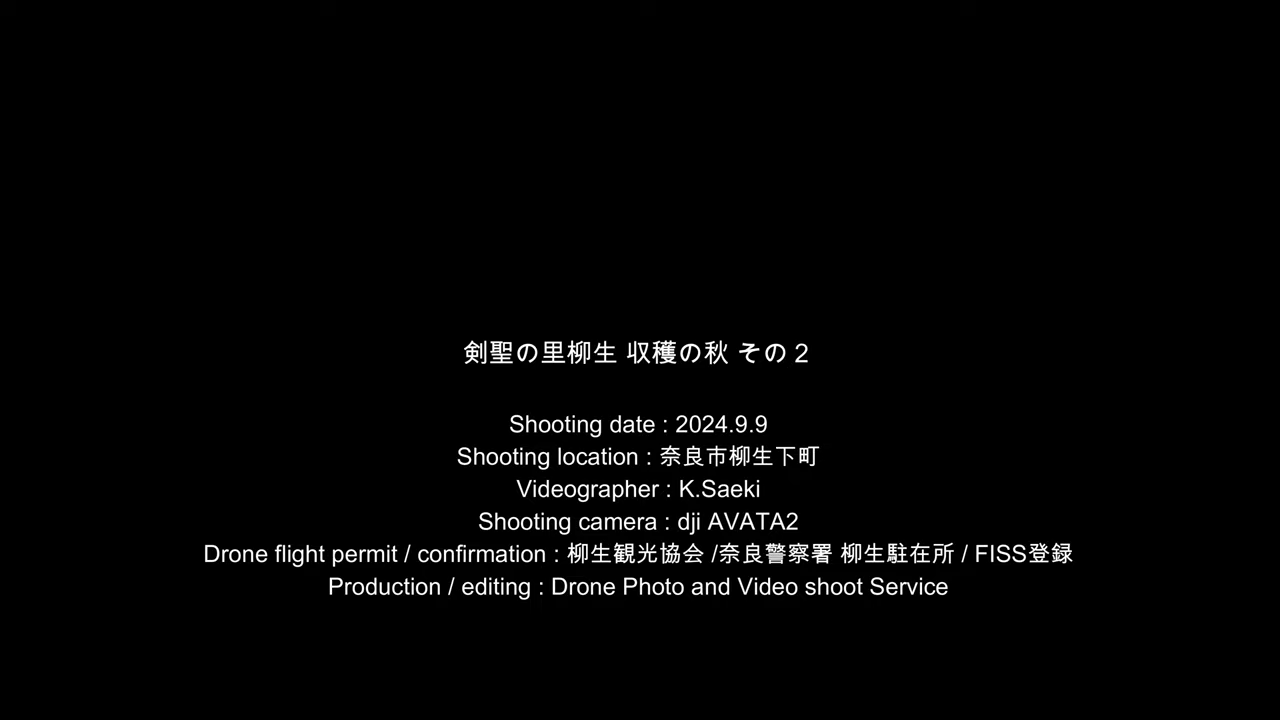 剣聖の里柳生 収穫の秋 その２
Shooting date : 2024.9.9
Shooting location : 奈良市柳生下町
Videographer : K.Saeki
Shooting camera : dji AVATA2
Drone flight permit / confirmation : 柳生観光協会 /奈良警察署 柳生駐在所 / FISS登録
Production / editing : Drone Photo and Video shoot Service